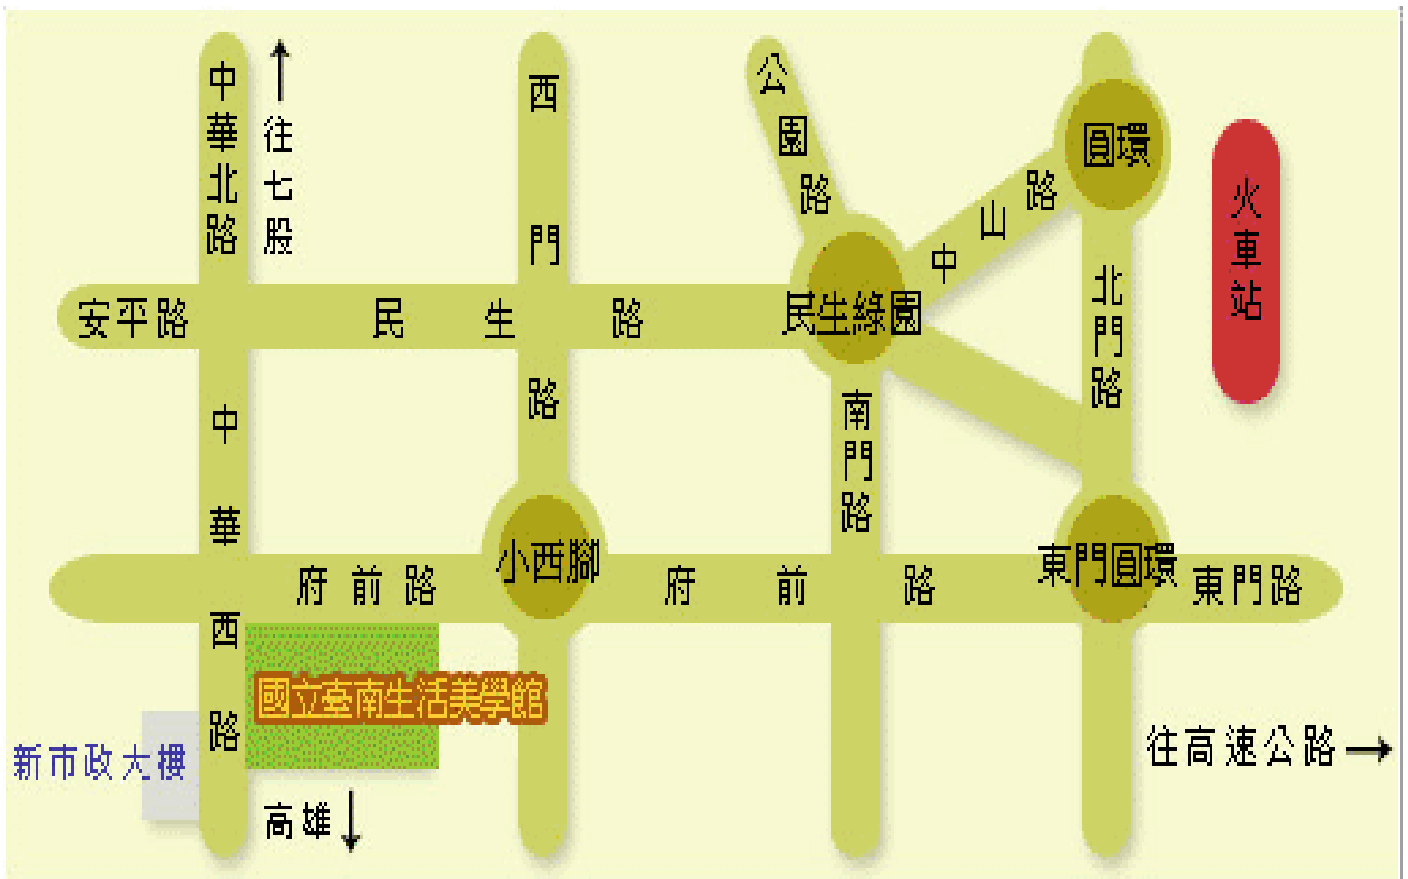 中華北路
往七股
西門路
公園路
中山路
圓環
火車站
北門路
安平路
民生路
民生綠園
南門路
中華西路
府前路
小西腳
府前路
東門圓環
東門路
國立臺南生活美學館
新市政大樓
高雄
往高速公路